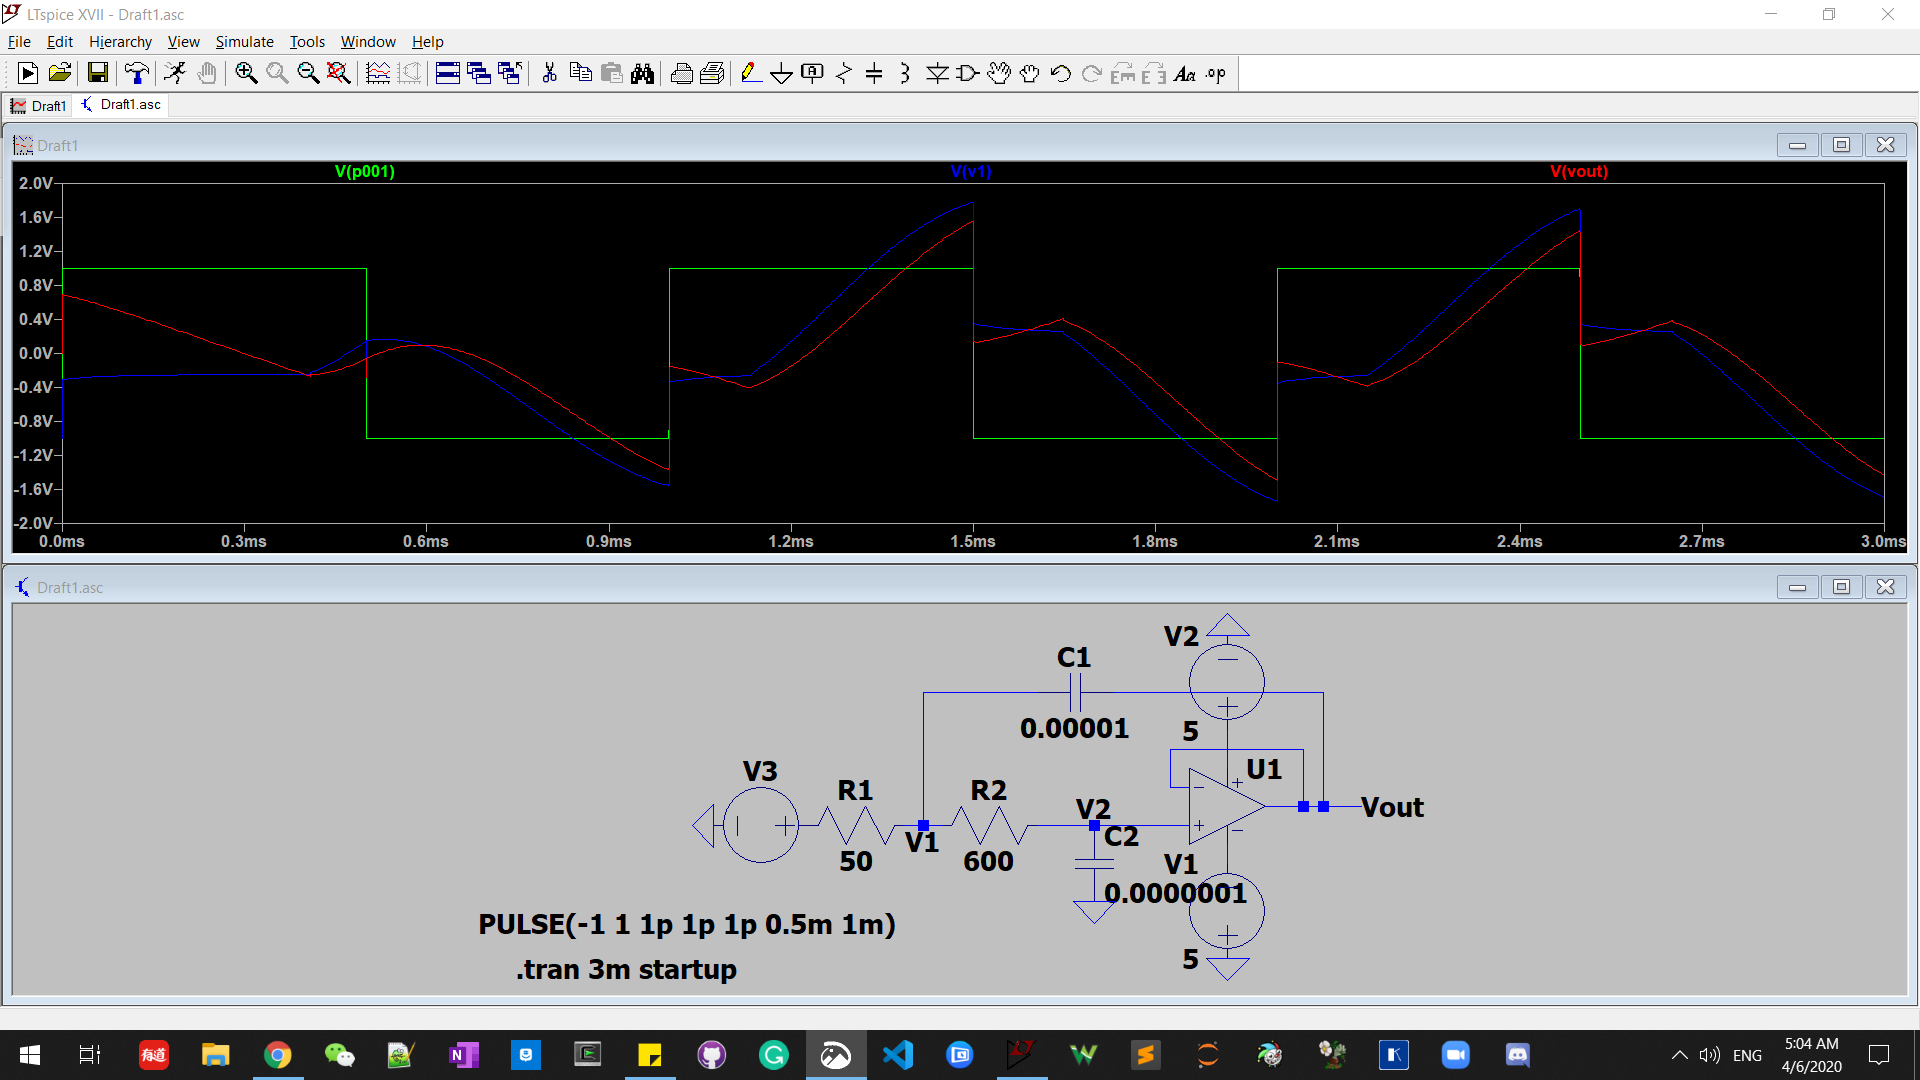 LTspice XVII - Draft1.asc
File Edit Hierarchy View Simulate Tools Window Help
Draft1 Draft1.asc
Draft1
V(p001) V(v1) V(vout)
2.0V
1.6V
1.2V
0.8V
0.4V
0.0V
-0.4V
-0.8V
-1.2V
-1.6V
-2.0V
0.0ms 0.3ms 0.6ms 0.9ms 1.2ms 1.5ms 1.8ms 2.1ms 2.4ms 2.7ms 3.0ms
Draft1.asc
V2
C1
0.00001
5
V3
R1
R2
U1
V2
Vout
C2
V1
50
600
V1
0.0000001
PULSE(-1 1 1p 1p 1p 0.5m 1m)
5
.tran 3m startup
有道
ENG
5:04 AM
4/6/2020